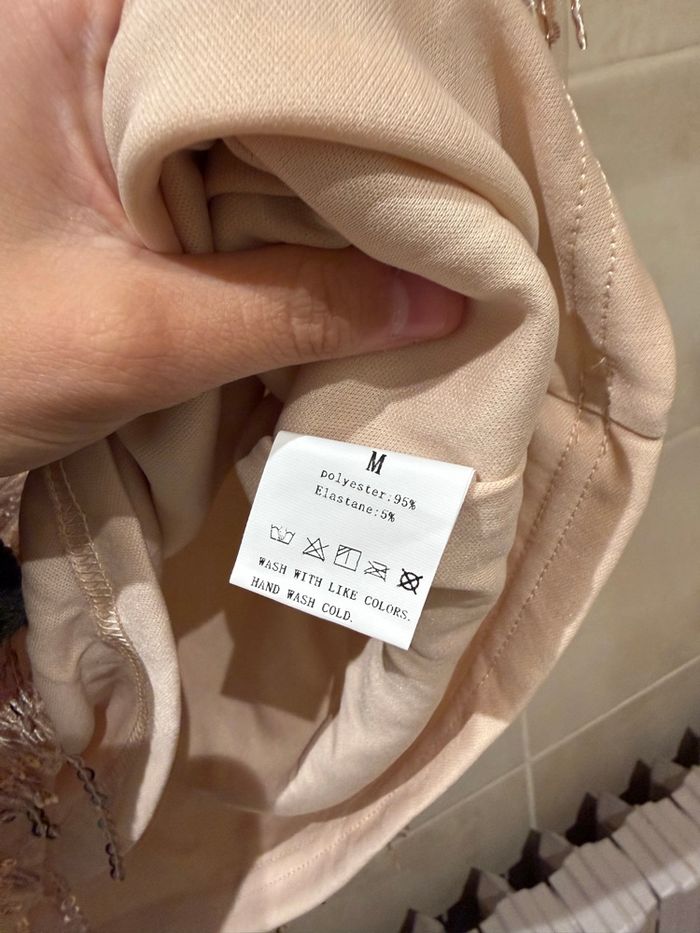 M
polyester:95%
Elastane:5%
WASH WITH LIKE COLORS.
HAND WASH COLD.